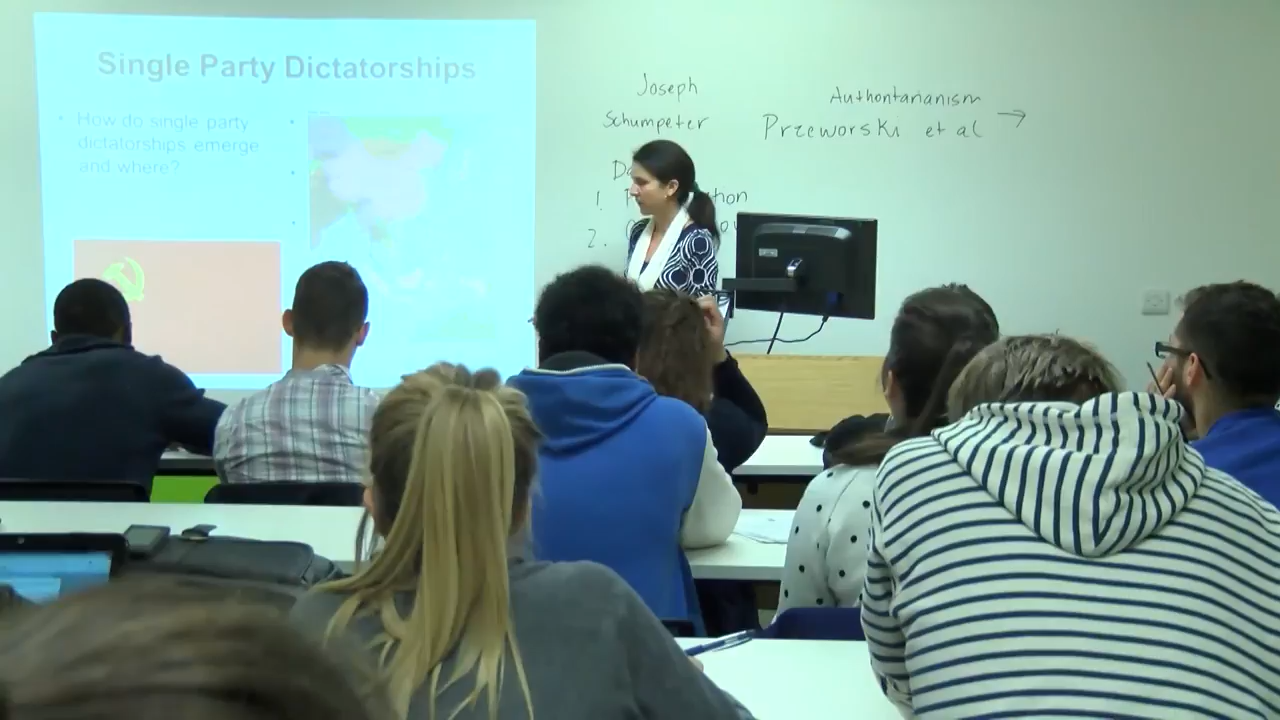 Single Party Dictatorships
• How do single party
dictatorships emerge
and where?
•
•
•
Joseph
Schumpeter
1.
2.
Authoritarianism →
Przeworski et al